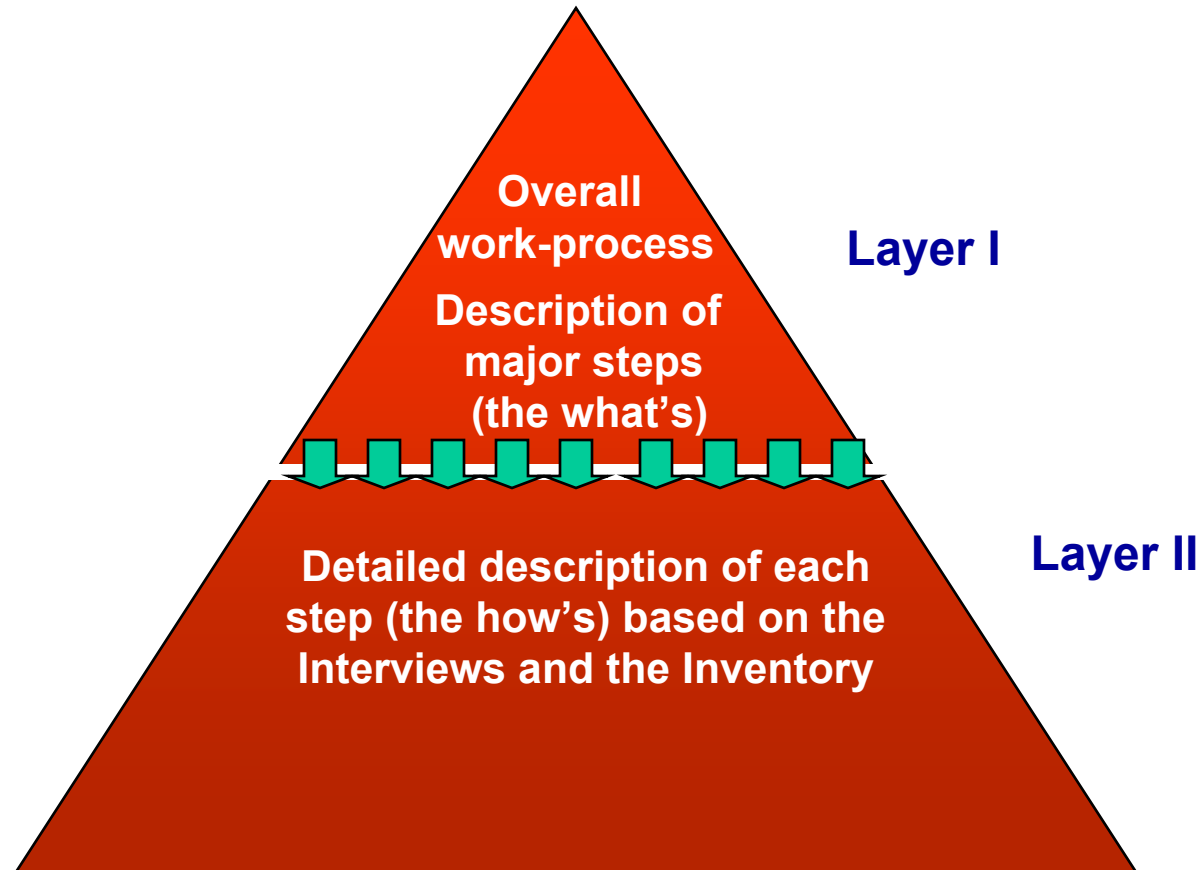 Overall
work-process
Layer I
Description of
major steps
(the what's)
Layer II
Detailed description of each
step (the how's) based on the
Interviews and the Inventory